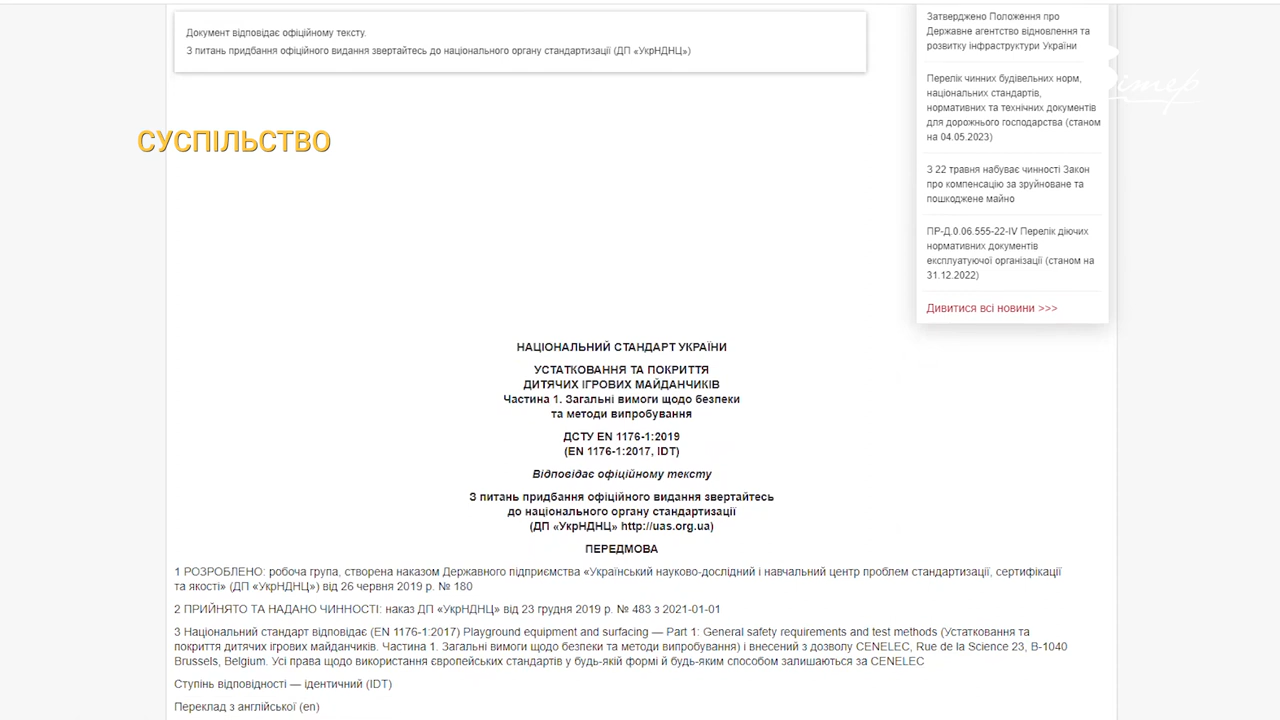 Документ відповідає офіційному тексту.
З питань придбання офіційного видання звертайтесь до національного органу стандартизації (ДП «УкрНДНЦ»)
Затверджено Положення про
Державне агентство відновлення та
розвитку інфраструктури України
Перелік чинних будівельних норм,
національних стандартів,
нормативних та технічних документів
для дорожнього господарства (станом
на 04.05.2023)
З 22 травня набуває чинності Закон
про компенсацію за зруйноване та
пошкоджене майно
ПР-Д.0.06.555-22-IV Перелік діючих
нормативних документів
експлуатуючої організації (станом на
31.12.2022)
Дивитися всі новини >>>
СУСПІЛЬСТВО
НАЦІОНАЛЬНИЙ СТАНДАРТ УКРАЇНИ
УСТАТКОВАННЯ ТА ПОКРИТТЯ
ДИТЯЧИХ ІГРОВИХ МАЙДАНЧИКІВ
Частина 1. Загальні вимоги щодо безпеки
та методи випробування
ДСТУ EN 1176-1:2019
(EN 1176-1:2017, IDT)
Відповідає офіційному тексту
З питань придбання офіційного видання звертайтесь
до національного органу стандартизації
(ДП «УкрНДНЦ» http://uas.org.ua)
ПЕРЕДМОВА
1 РОЗРОБЛЕНО: робоча група, створена наказом Державного підприємства «Український науково-дослідний і навчальний центр проблем стандартизації, сертифікації
та якості» (ДП «УкрНДНЦ») від 26 червня 2019 р. № 180
2 ПРИЙНЯТО ТА НАДАНО ЧИННОСТІ: наказ ДП «УкрНДНЦ» від 23 грудня 2019 р. № 483 з 2021-01-01
3 Національний стандарт відповідає (EN 1176-1:2017) Playground equipment and surfacing — Part 1: General safety requirements and test methods (Устатковання та
покриття дитячих ігрових майданчиків. Частина 1. Загальні вимоги щодо безпеки та методи випробування) і внесений з дозволу CENELEC, Rue de la Science 23, B-1040
Brussels, Belgium. Усі права щодо використання європейських стандартів у будь-якій формі й будь-яким способом залишаються за CENELEC
Ступінь відповідності — ідентичний (IDT)
Переклад з англійської (en)